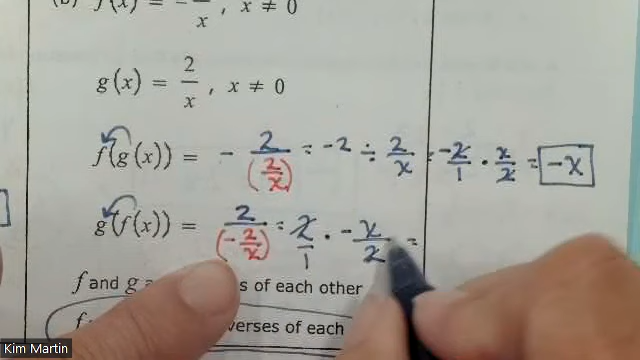 (b) f(x) = - /x, x ≠ 0
g(x) = 2/x, x ≠ 0
f(g(x)) = - 2/(2/x) = -2 ÷ 2/x = -2/1 · x/2 = -x
g(f(x)) = 2/(-2/x) = 2/1 · -x/2 =
f and g s of each other
f verses of each
Kim Martin